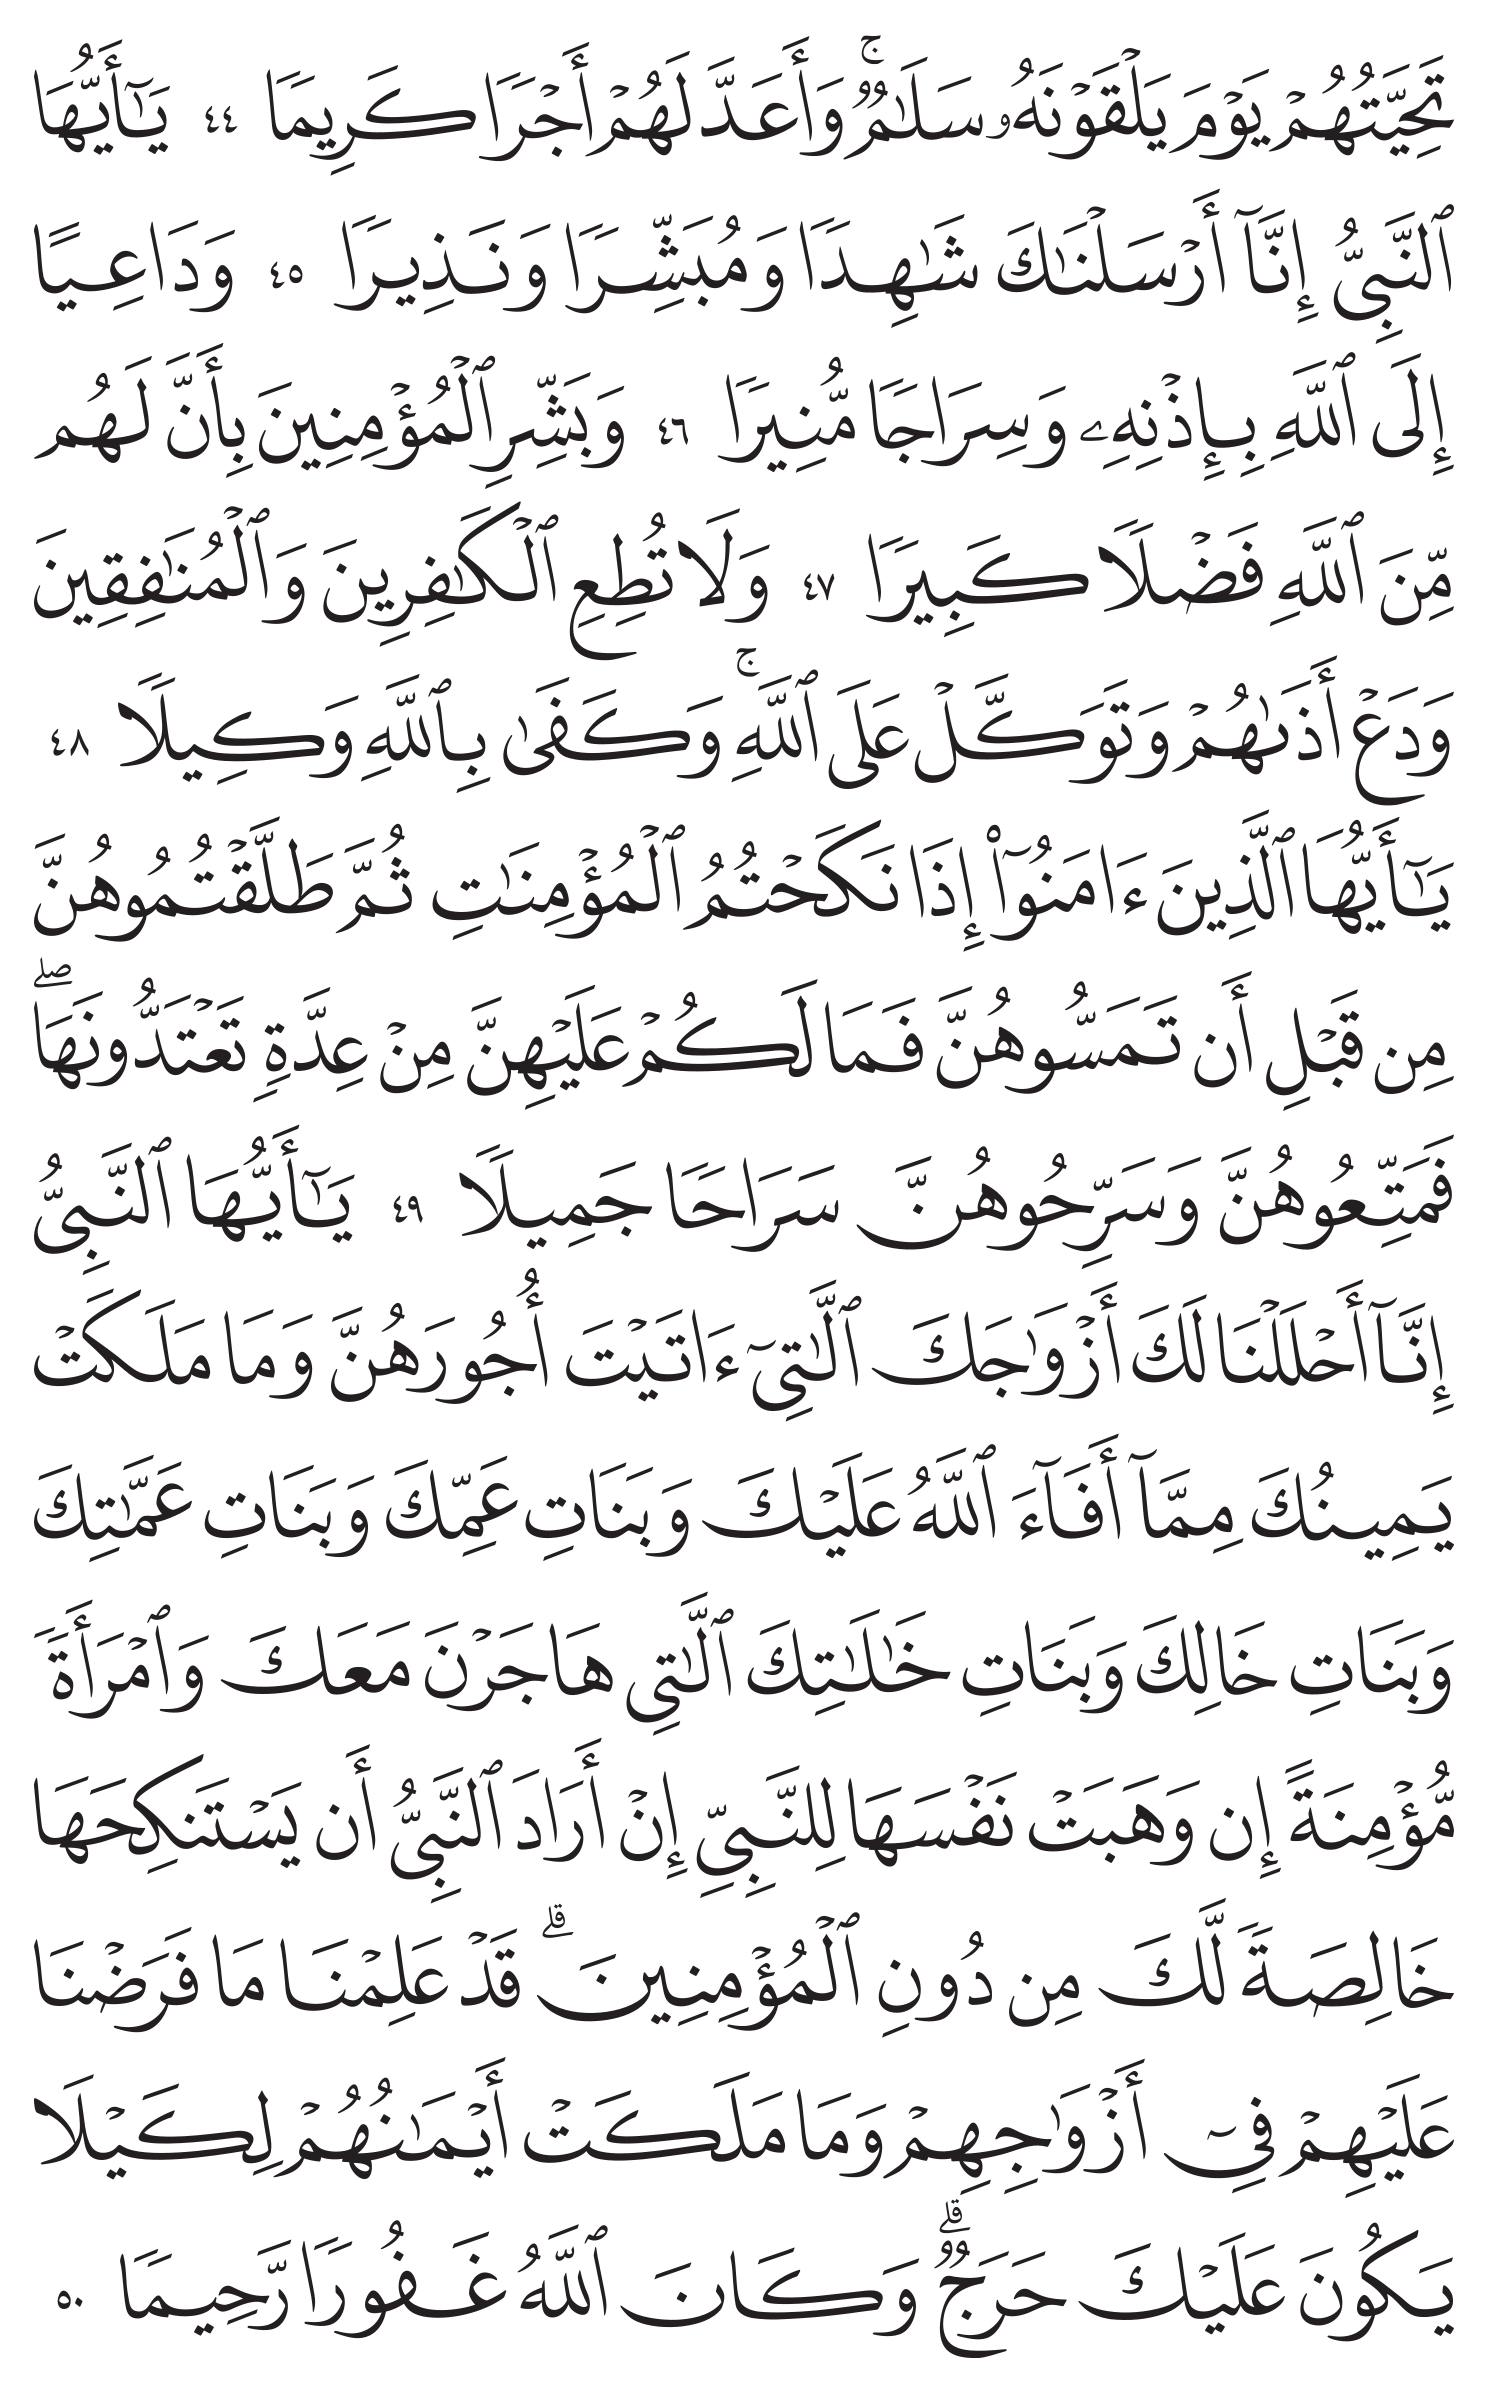 تَحِيَّتُهُمْ يَوْمَ يَلْقَوْنَهُۥ سَلَٰمٌۭ ۚ وَأَعَدَّ لَهُمْ أَجْرًۭا كَرِيمًۭا ٤٤ يَٰٓأَيُّهَا
ٱلنَّبِىُّ إِنَّآ أَرْسَلْنَٰكَ شَٰهِدًۭا وَمُبَشِّرًۭا وَنَذِيرًۭا ٤٥ وَدَاعِيًا
إِلَى ٱللَّهِ بِإِذْنِهِۦ وَسِرَاجًۭا مُّنِيرًۭا ٤٦ وَبَشِّرِ ٱلْمُؤْمِنِينَ بِأَنَّ لَهُم
مِّنَ ٱللَّهِ فَضْلًۭا كَبِيرًۭا ٤٧ وَلَا تُطِعِ ٱلْكَٰفِرِينَ وَٱلْمُنَٰفِقِينَ
وَدَعْ أَذَىٰهُمْ وَتَوَكَّلْ عَلَى ٱللَّهِ ۚ وَكَفَىٰ بِٱللَّهِ وَكِيلًۭا ٤٨
يَٰٓأَيُّهَا ٱلَّذِينَ ءَامَنُوٓا۟ إِذَا نَكَحْتُمُ ٱلْمُؤْمِنَٰتِ ثُمَّ طَلَّقْتُمُوهُنَّ
مِن قَبْلِ أَن تَمَسُّوهُنَّ فَمَا لَكُمْ عَلَيْهِنَّ مِنْ عِدَّةٍۢ تَعْتَدُّونَهَا ۖ
فَمَتِّعُوهُنَّ وَسَرِّحُوهُنَّ سَرَاحًۭا جَمِيلًۭا ٤٩ يَٰٓأَيُّهَا ٱلنَّبِىُّ
إِنَّآ أَحْلَلْنَا لَكَ أَزْوَٰجَكَ ٱلَّٰتِىٓ ءَاتَيْتَ أُجُورَهُنَّ وَمَا مَلَكَتْ
يَمِينُكَ مِمَّآ أَفَآءَ ٱللَّهُ عَلَيْكَ وَبَنَاتِ عَمِّكَ وَبَنَاتِ عَمَّٰتِكَ
وَبَنَاتِ خَالِكَ وَبَنَاتِ خَٰلَٰتِكَ ٱلَّٰتِى هَاجَرْنَ مَعَكَ وَٱمْرَأَةًۭ
مُّؤْمِنَةً إِن وَهَبَتْ نَفْسَهَا لِلنَّبِىِّ إِنْ أَرَادَ ٱلنَّبِىُّ أَن يَسْتَنكِحَهَا
خَالِصَةًۭ لَّكَ مِن دُونِ ٱلْمُؤْمِنِينَ ۗ قَدْ عَلِمْنَا مَا فَرَضْنَا
عَلَيْهِمْ فِىٓ أَزْوَٰجِهِمْ وَمَا مَلَكَتْ أَيْمَٰنُهُمْ لِكَيْلَا
يَكُونَ عَلَيْكَ حَرَجٌۭ ۗ وَكَانَ ٱللَّهُ غَفُورًۭا رَّحِيمًۭا ٥٠